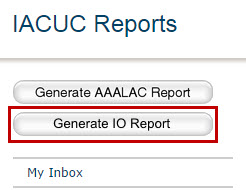 IACUC Reports
Generate AAALAC Report
Generate IO Report
My Inbox